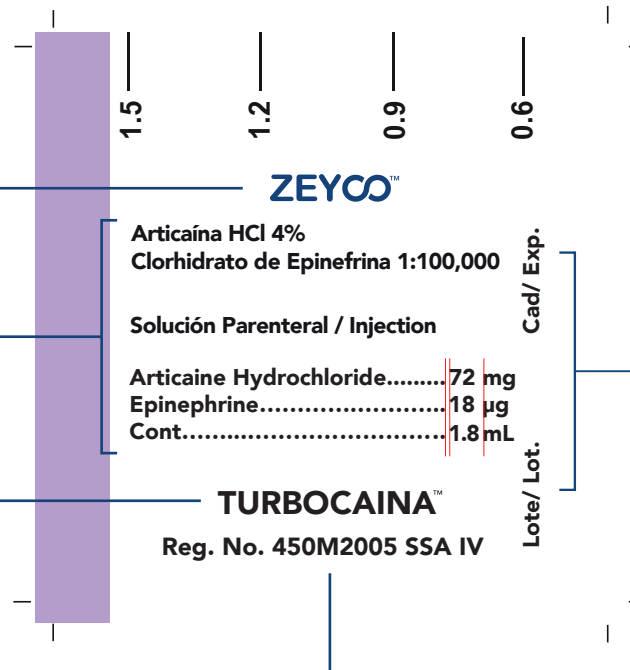 1.5
1.2
0.9
0.6
ZEYCO™
Articaína HCl 4%
Clorhidrato de Epinefrina 1:100,000
Cad/ Exp.
Solución Parenteral / Injection
Articaine Hydrochloride.........72 mg
Epinephrine..........................18 µg
Cont.....................................1.8 mL
Lote/ Lot.
TURBOCAINA™
Reg. No. 450M2005 SSA IV